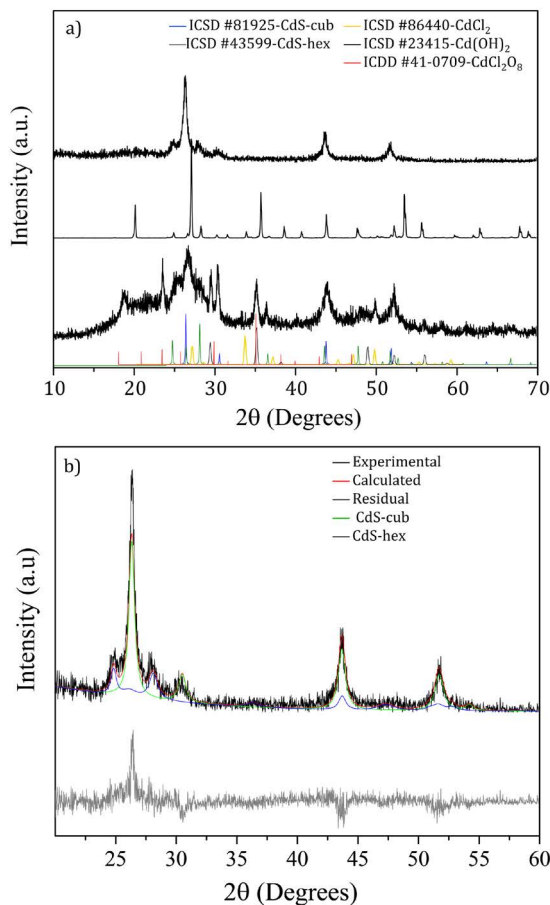 a)
ICSD #81925-CdS-cub
ICSD #43599-CdS-hex
ICSD #86440-CdCl₂
ICSD #23415-Cd(OH)₂
ICDD #41-0709-CdCl₂O₈
Intensity (a.u.)
10 20 30 40 50 60 70
2θ (Degrees)
b)
Experimental
Calculated
Residual
CdS-cub
CdS-hex
Intensity (a.u)
25 30 35 40 45 50 55 60
2θ (Degrees)